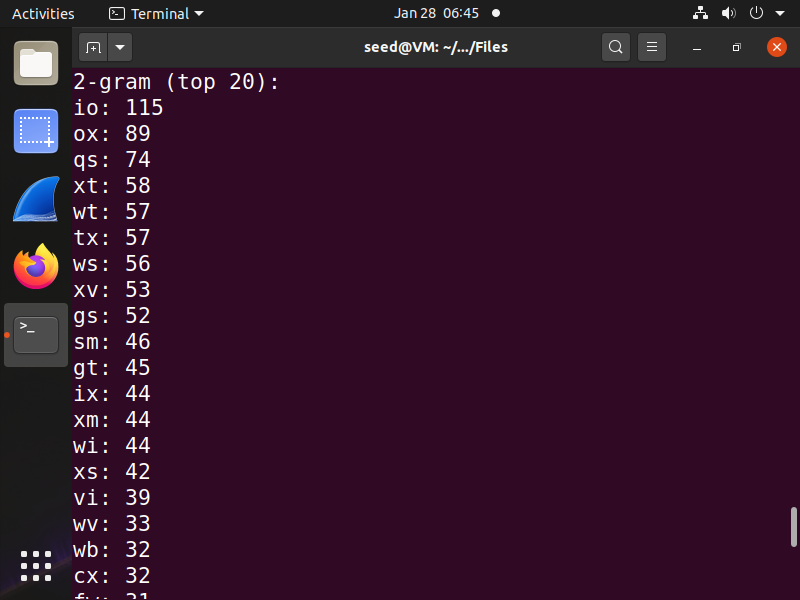 Activities
Terminal
Jan 28 06:45
seed@VM: ~/.../Files
2-gram (top 20):
io: 115
ox: 89
qs: 74
xt: 58
wt: 57
tx: 57
ws: 56
xv: 53
gs: 52
sm: 46
gt: 45
ix: 44
xm: 44
wi: 44
xs: 42
vi: 39
wv: 33
wb: 32
cx: 32